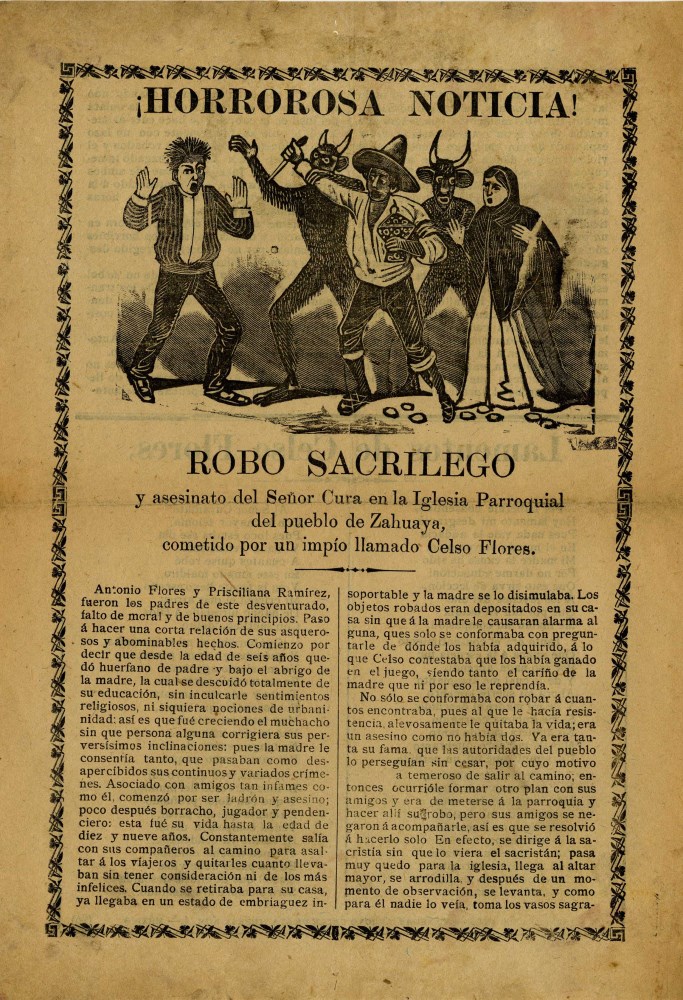 ¡HORROROSA NOTICIA!
ROBO SACRILEGO
y asesinato del Señor Cura en la Iglesia Parroquial
del pueblo de Zahuaya,
cometido por un impío llamado Celso Flores.
Antonio Flores y Prisciliana Ramírez,
fueron los padres de este desventurado,
falto de moral y de buenos principios. Paso
á hacer una corta relación de sus asquero-
sos y abominables hechos. Comienzo por
decir que desde la edad de seis años que-
dó huerfano de padre y bajo el abrigo de
la madre, la cual se descuidó totalmente de
su educación, sin inculcarle sentimientos
religiosos, ni siquiera nociones de urbani-
nidad: así es que fué creciendo el muchacho
sin que persona alguna corrigiera sus per-
versísimos inclinaciones: pues la madre le
consentía tanto, que pasaban como des-
apercíbidos sus continuos y variados críme-
nes. Asociado con amigos tan infames co-
mo él, comenzó por ser ladrón y asesino;
poco después borracho, jugador y penden-
ciero: esta fué su vida hasta la edad de
diez y nueve años. Constantemente salía
con sus compañeros al camino para asal-
tar á los víajeros y quitarles cuanto lleva-
ban sin tener consideración ni de los más
infelices. Cuando se retiraba para su casa,
ya llegaba en un estado de embriaguez in-
soportable y la madre se lo disimulaba. Los
objetos robados eran depositados en su ca-
sa sin que á la madre le causaran alarma al
guna, ques solo se conformaba con pregun-
tarle de dónde los había adquirido, á lo
que Celso contestaba que los había ganado
en el juego, siendo tanto el cariño de la
madre que ni por eso le reprendía.
No sólo se conformaba con robar á cuan-
tos encontraba, pues al que le hacía resis-
tencia, alevosamente le quitaba la vida; era
un asesino como no había dos. Ya era tan-
ta su fama, que las autoridades del pueblo
lo perseguían sin cesar, por cuyo motivo
a temeroso de salir al camino; en-
tonces ocurrióle formar otro plan con sus
amigos y era de meterse á la parroquia y
hacer allí su robo, pero sus amigos se ne-
garon á acompañarle, así es que se resolvió
á hacerlo solo En efecto, se dirige á la sa-
cristía sin que lo viera el sacristán; pasa
muy quedo para la iglesia, llega al altar
mayor, se arrodilla, y después de un mo-
mento de observación, se levanta, y como
para él nadie lo veía, toma los vasos sagra-